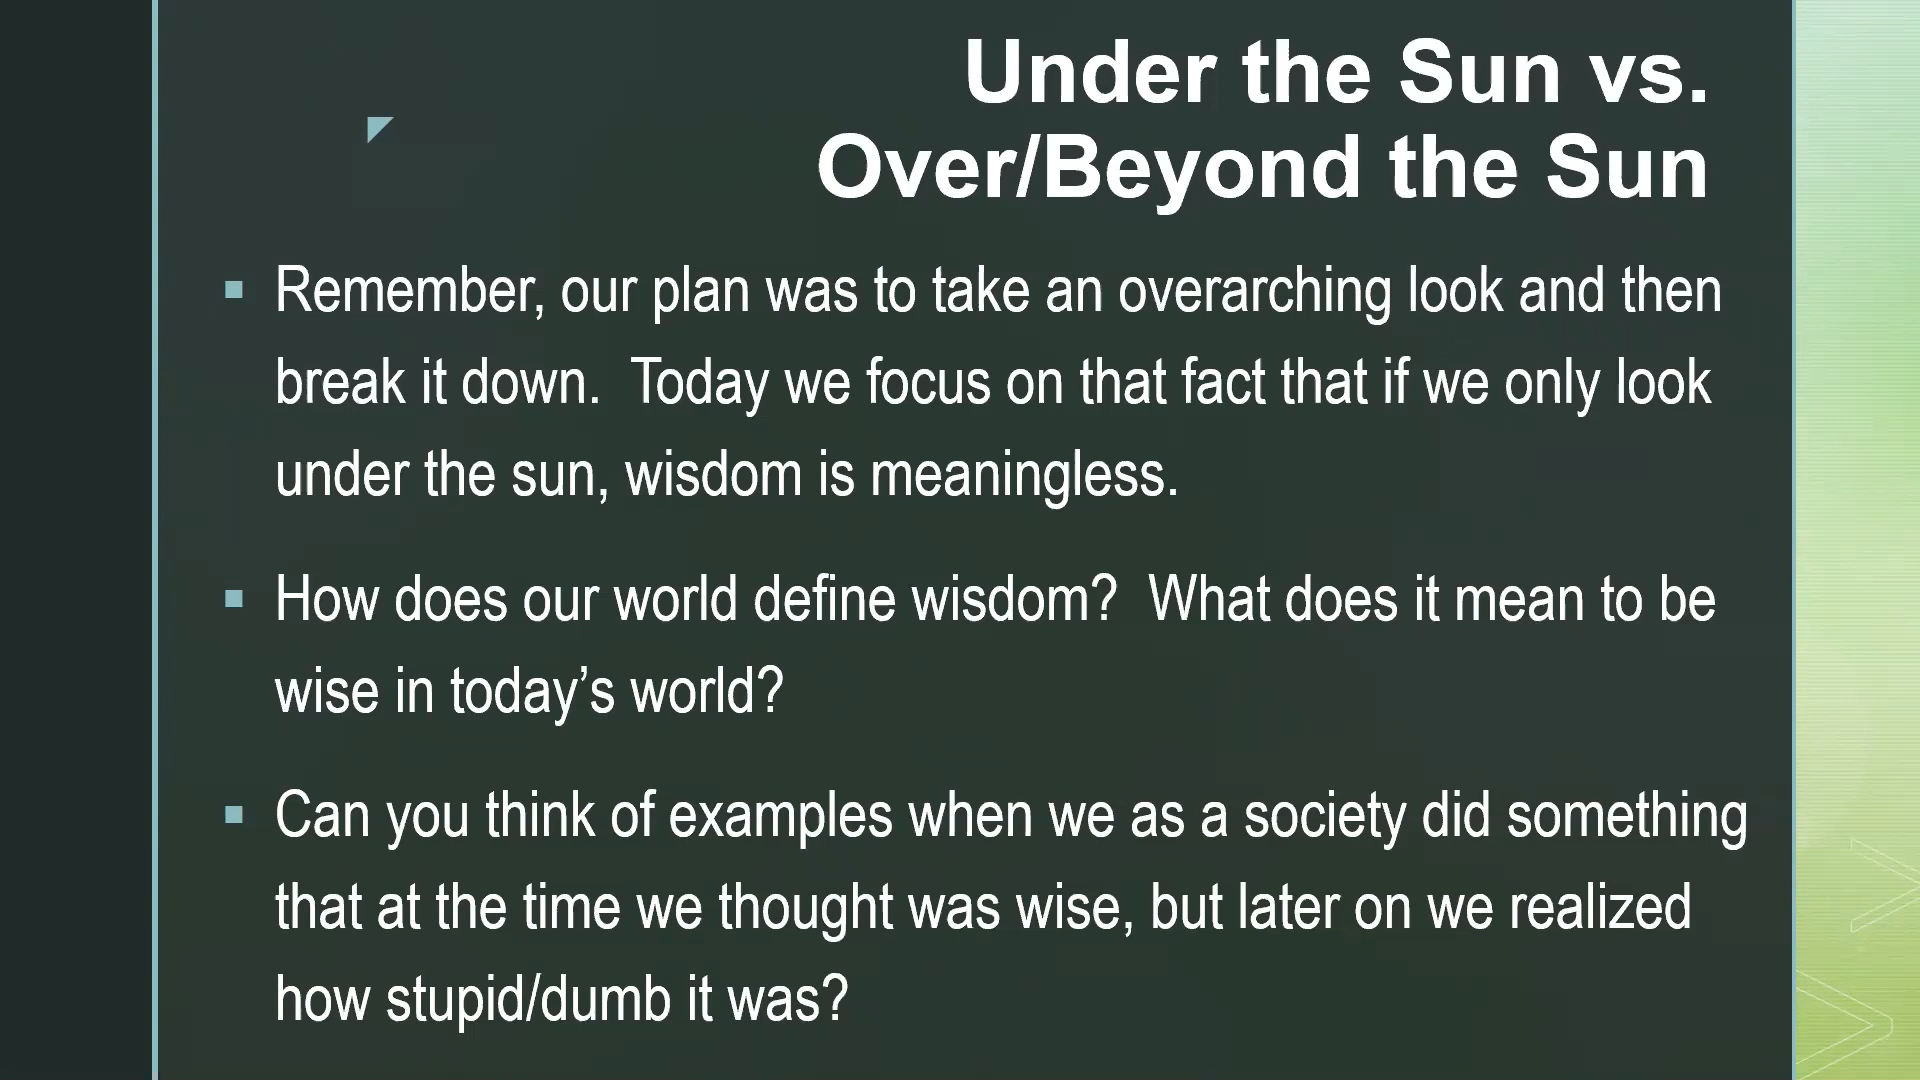 Under the Sun vs.
Over/Beyond the Sun
Remember, our plan was to take an overarching look and then
break it down.  Today we focus on that fact that if we only look
under the sun, wisdom is meaningless.
How does our world define wisdom?  What does it mean to be
wise in today’s world?
Can you think of examples when we as a society did something
that at the time we thought was wise, but later on we realized
how stupid/dumb it was?